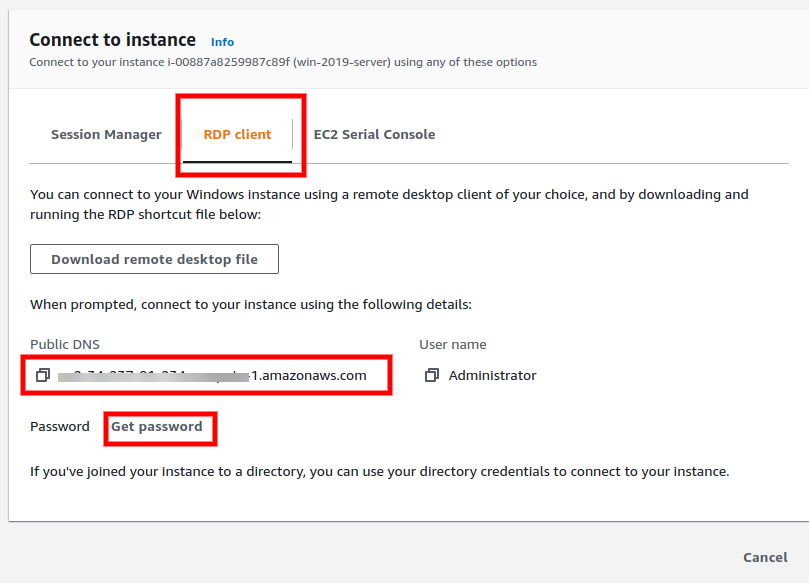 Connect to instance Info
Connect to your instance i-00887a8259987c89f (win-2019-server) using any of these options
Session Manager RDP client EC2 Serial Console
You can connect to your Windows instance using a remote desktop client of your choice, and by downloading and
running the RDP shortcut file below:
Download remote desktop file
When prompted, connect to your instance using the following details:
Public DNS User name
-1.amazonaws.com Administrator
Password Get password
If you've joined your instance to a directory, you can use your directory credentials to connect to your instance.
Cancel